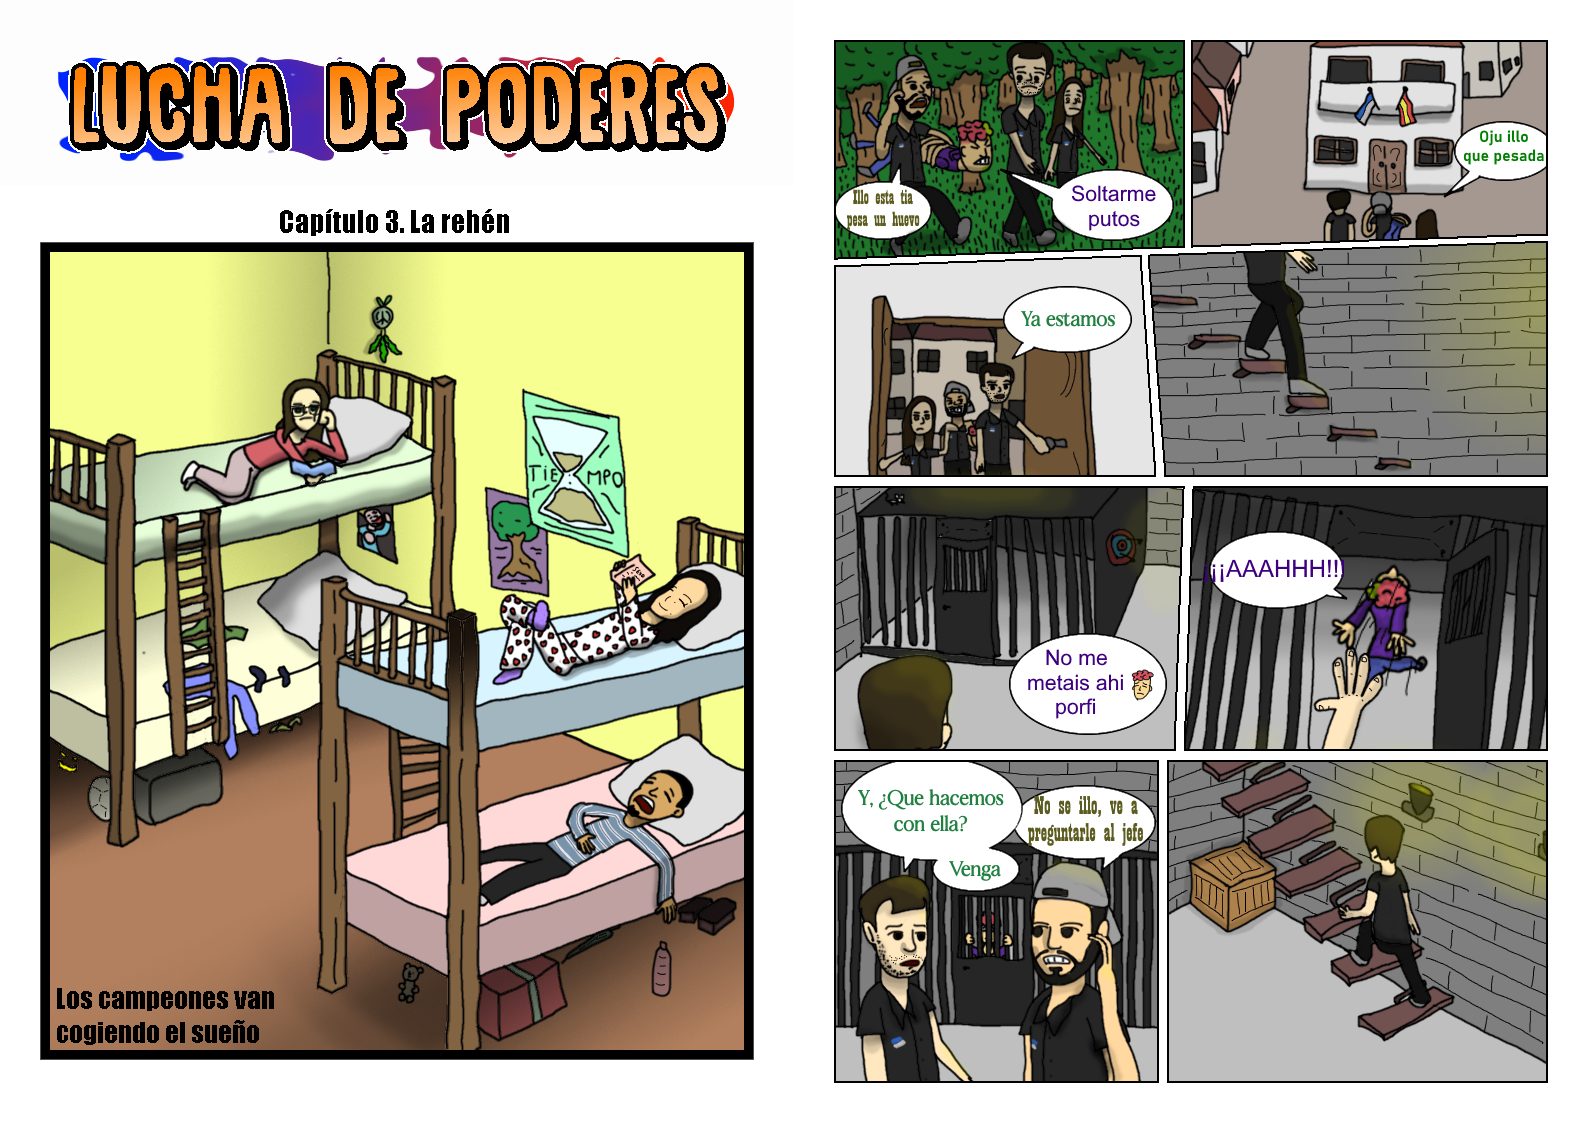 LUCHA DE PODERES
Capítulo 3. La rehén
TIE MPO
Los campeones van
cogiendo el sueño
Illo esta tia
pesa un huevo
Soltarme
putos
Oju illo
que pesada
Ya estamos
No me
metais ahi
porfi
¡¡AAAHHH!!
Y, ¿Que hacemos
con ella?
Venga
No se illo, ve a
preguntarle al jefe